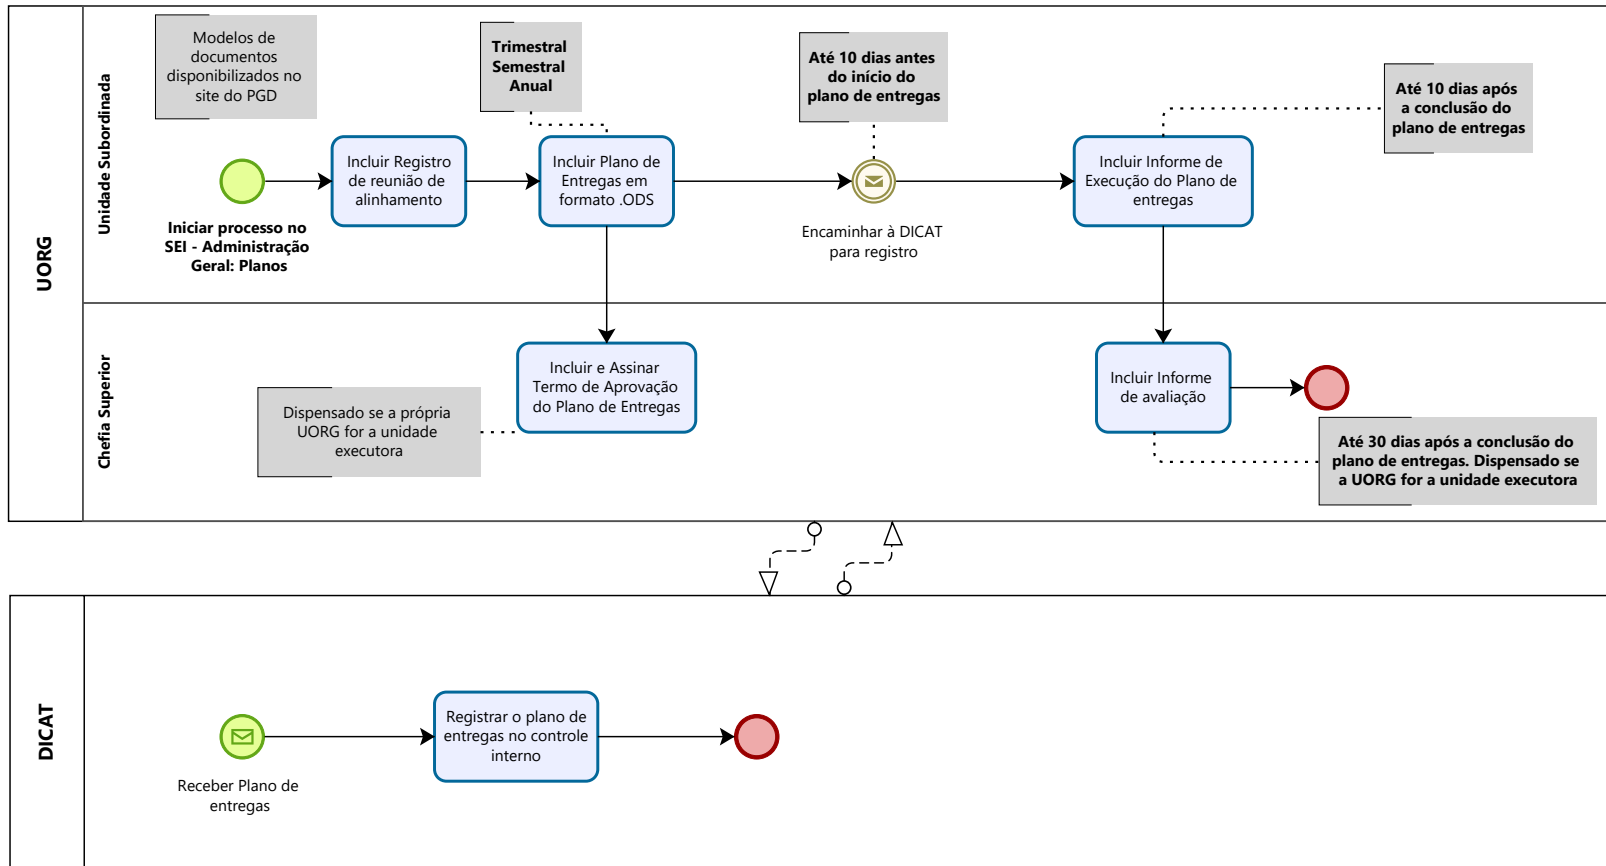 UORG
Unidade Subordinada
Modelos de
documentos
disponibilizados no
site do PGD
Trimestral
Semestral
Anual
Até 10 dias antes
do início do
plano de entregas
Até 10 dias após
a conclusão do
plano de entregas
Iniciar processo no
SEI - Administração
Geral: Planos
Incluir Registro
de reunião de
alinhamento
Incluir Plano de
Entregas em
formato .ODS
Encaminhar à DICAT
para registro
Incluir Informe de
Execução do Plano de
entregas
Chefia Superior
Dispensado se a própria
UORG for a unidade
executora
Incluir e Assinar
Termo de Aprovação
do Plano de Entregas
Incluir Informe
de avaliação
Até 30 dias após a conclusão do
plano de entregas. Dispensado se
a UORG for a unidade executora
DICAT
Receber Plano de
entregas
Registrar o plano de
entregas no controle
interno